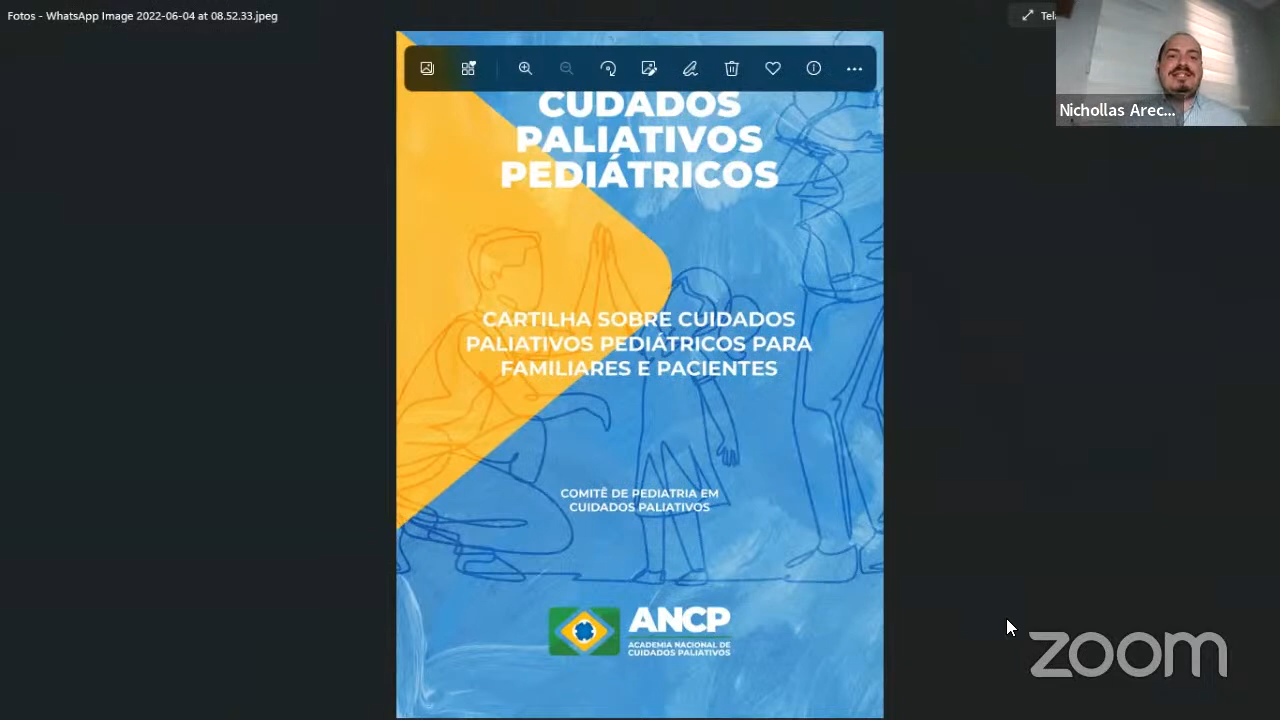 Fotos - WhatsApp Image 2022-06-04 at 08.52.33.jpeg
Tela
Nichollas Arec...
CUDADOS
PALIATIVOS
PEDIÁTRICOS
CARTILHA SOBRE CUIDADOS
PALIATIVOS PEDIÁTRICOS PARA
FAMILIARES E PACIENTES
COMITÊ DE PEDIATRIA EM
CUIDADOS PALIATIVOS
ANCP
ACADEMIA NACIONAL DE
CUIDADOS PALIATIVOS
zoom